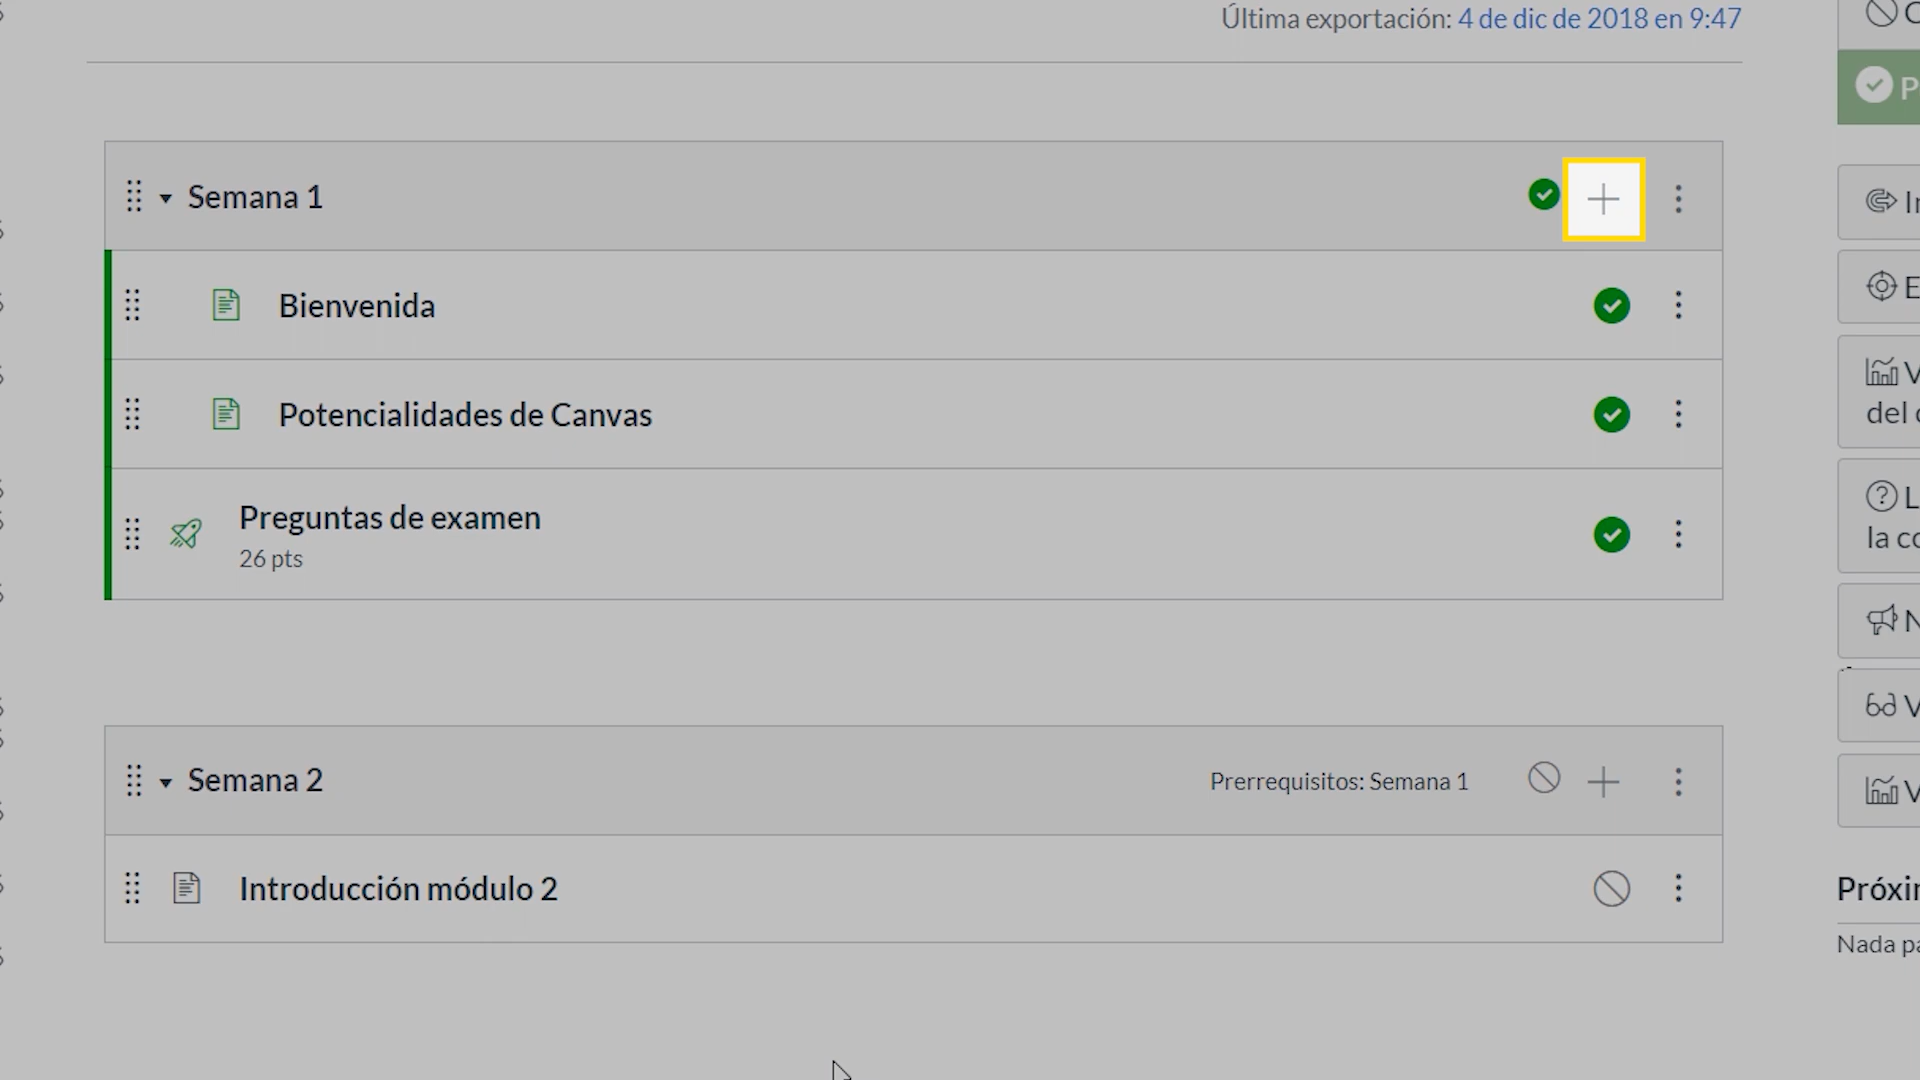 Última exportación: 4 de dic de 2018 en 9:47
Semana 1
Bienvenida
Potencialidades de Canvas
Preguntas de examen
26 pts
Semana 2
Prerrequisitos: Semana 1
Introducción módulo 2
del
la
Nada